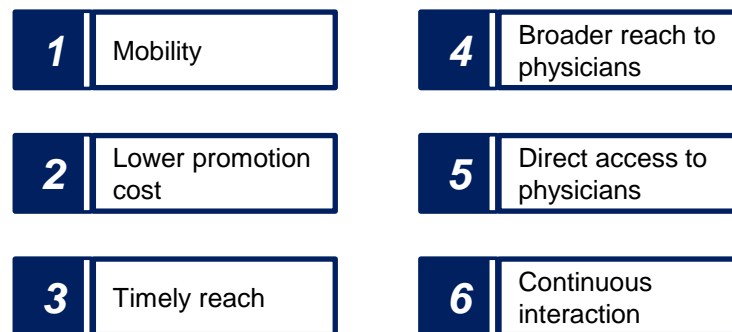 1
Mobility
2
Lower promotion
cost
3
Timely reach
4
Broader reach to
physicians
5
Direct access to
physicians
6
Continuous
interaction